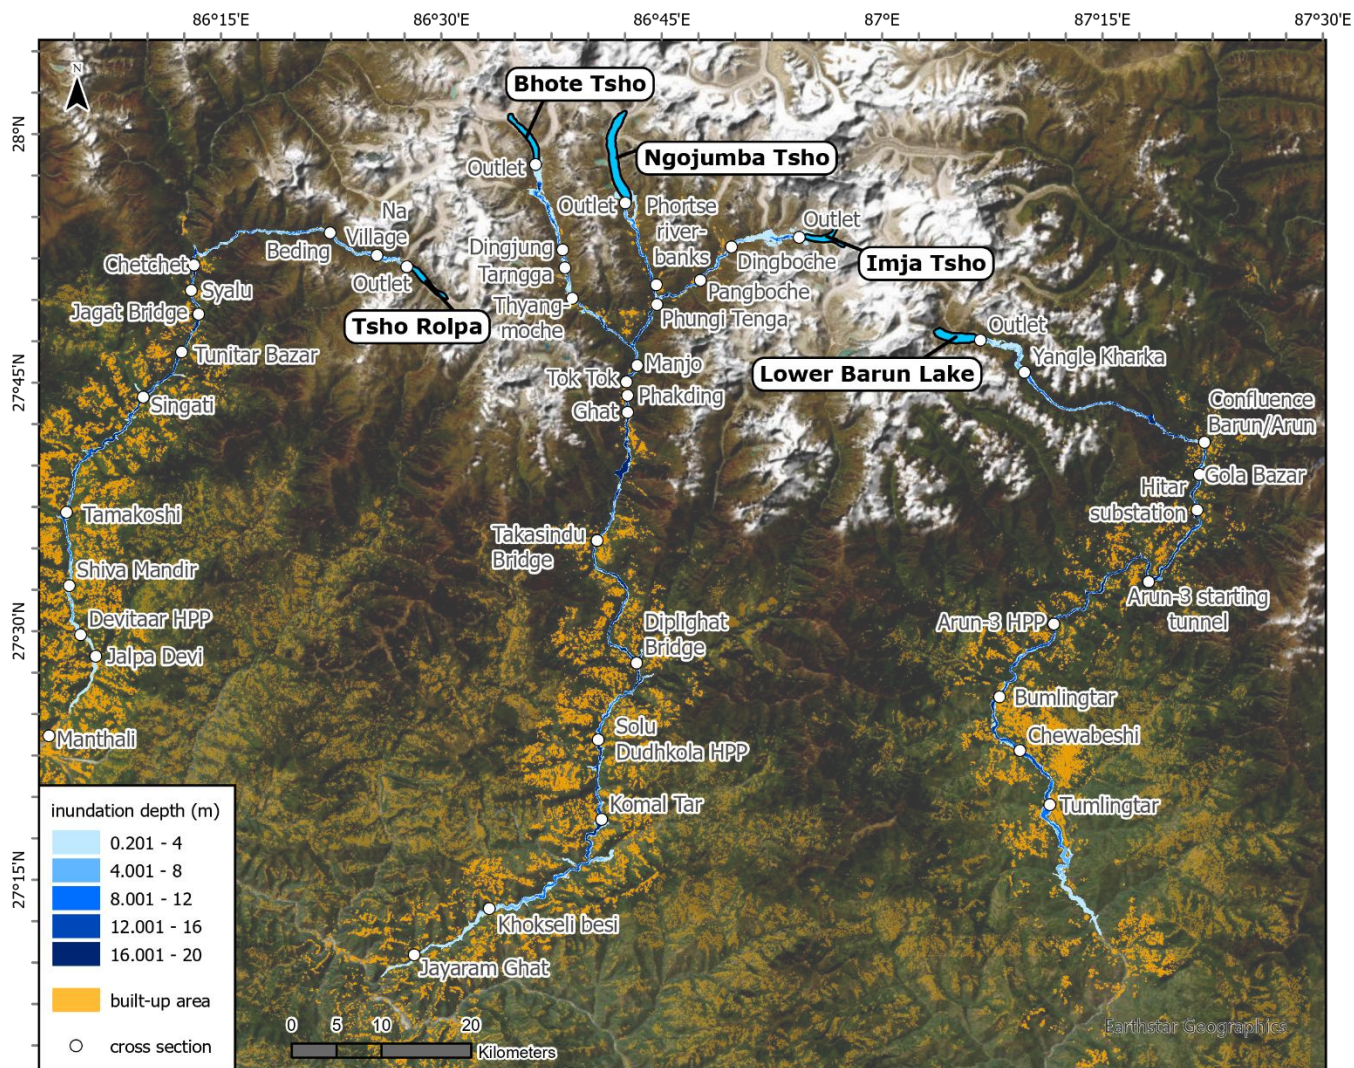 86°15'E
86°30'E
86°45'E
87°0'E
87°15'E
87°30'E
28°N
27°45'N
27°30'N
27°15'N
N
Bhote Tsho
Ngojumba Tsho
Outlet
Outlet
Phortse
river-
banks
Outlet
Imja Tsho
Dingboche
Pangboche
Na
Village
Beding
Outlet
Tsho Rolpa
Chetchet
Syalu
Jagat Bridge
Tunitar Bazar
Singati
Dingjung
Tarngga
Thyang-
moche
Phungi Tenga
Manjo
Tok Tok
Phakding
Ghat
Outlet
Lower Barun Lake
Yangle Kharka
Confluence
Barun/Arun
Gola Bazar
Hitar
substation
Arun-3 starting
tunnel
Arun-3 HPP
Bumlingtar
Chewabeshi
Tumlingtar
Takasindu
Bridge
Diplighat
Bridge
Solu
Dudhkola HPP
Komal Tar
Khokseli besi
Jayaram Ghat
Tamakoshi
Shiva Mandir
Devitaar HPP
Jalpa Devi
Manthali
inundation depth (m)
0.201 - 4
4.001 - 8
8.001 - 12
12.001 - 16
16.001 - 20
built-up area
cross section
0 5 10 20
Kilometers
Earthstar Geographics